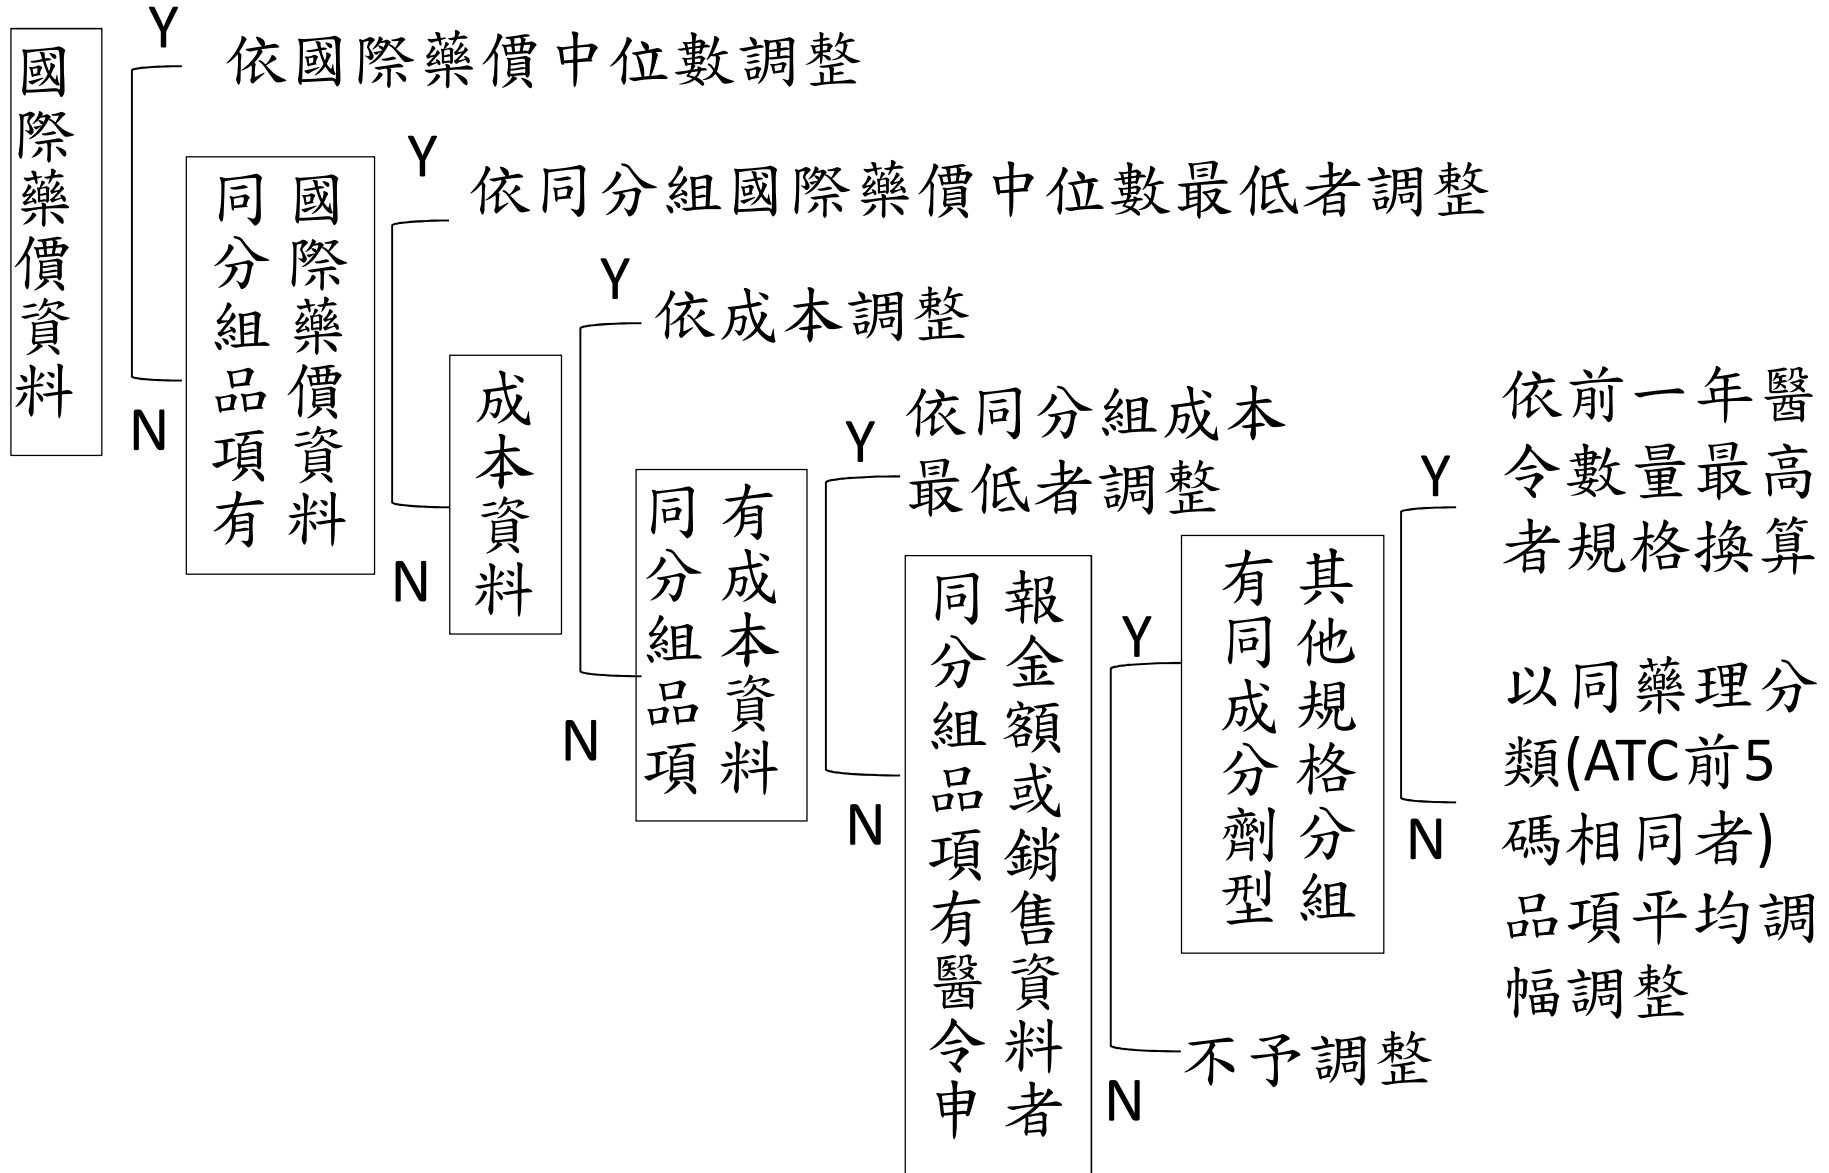 國際藥價資料
Y
依國際藥價中位數調整
N
同分組品項有
國際藥價資料
Y
依同分組國際藥價中位數最低者調整
N
成本資料
Y
依成本調整
N
同分組品項
有成本資料
Y
依同分組成本
最低者調整
N
同分組品項有醫令申
報金額或銷售資料者
Y
有同成分劑型
其他規格分組
Y
依前一年醫
令數量最高
者規格換算
N
以同藥理分
類(ATC前5
碼相同者)
品項平均調
幅調整
N
不予調整